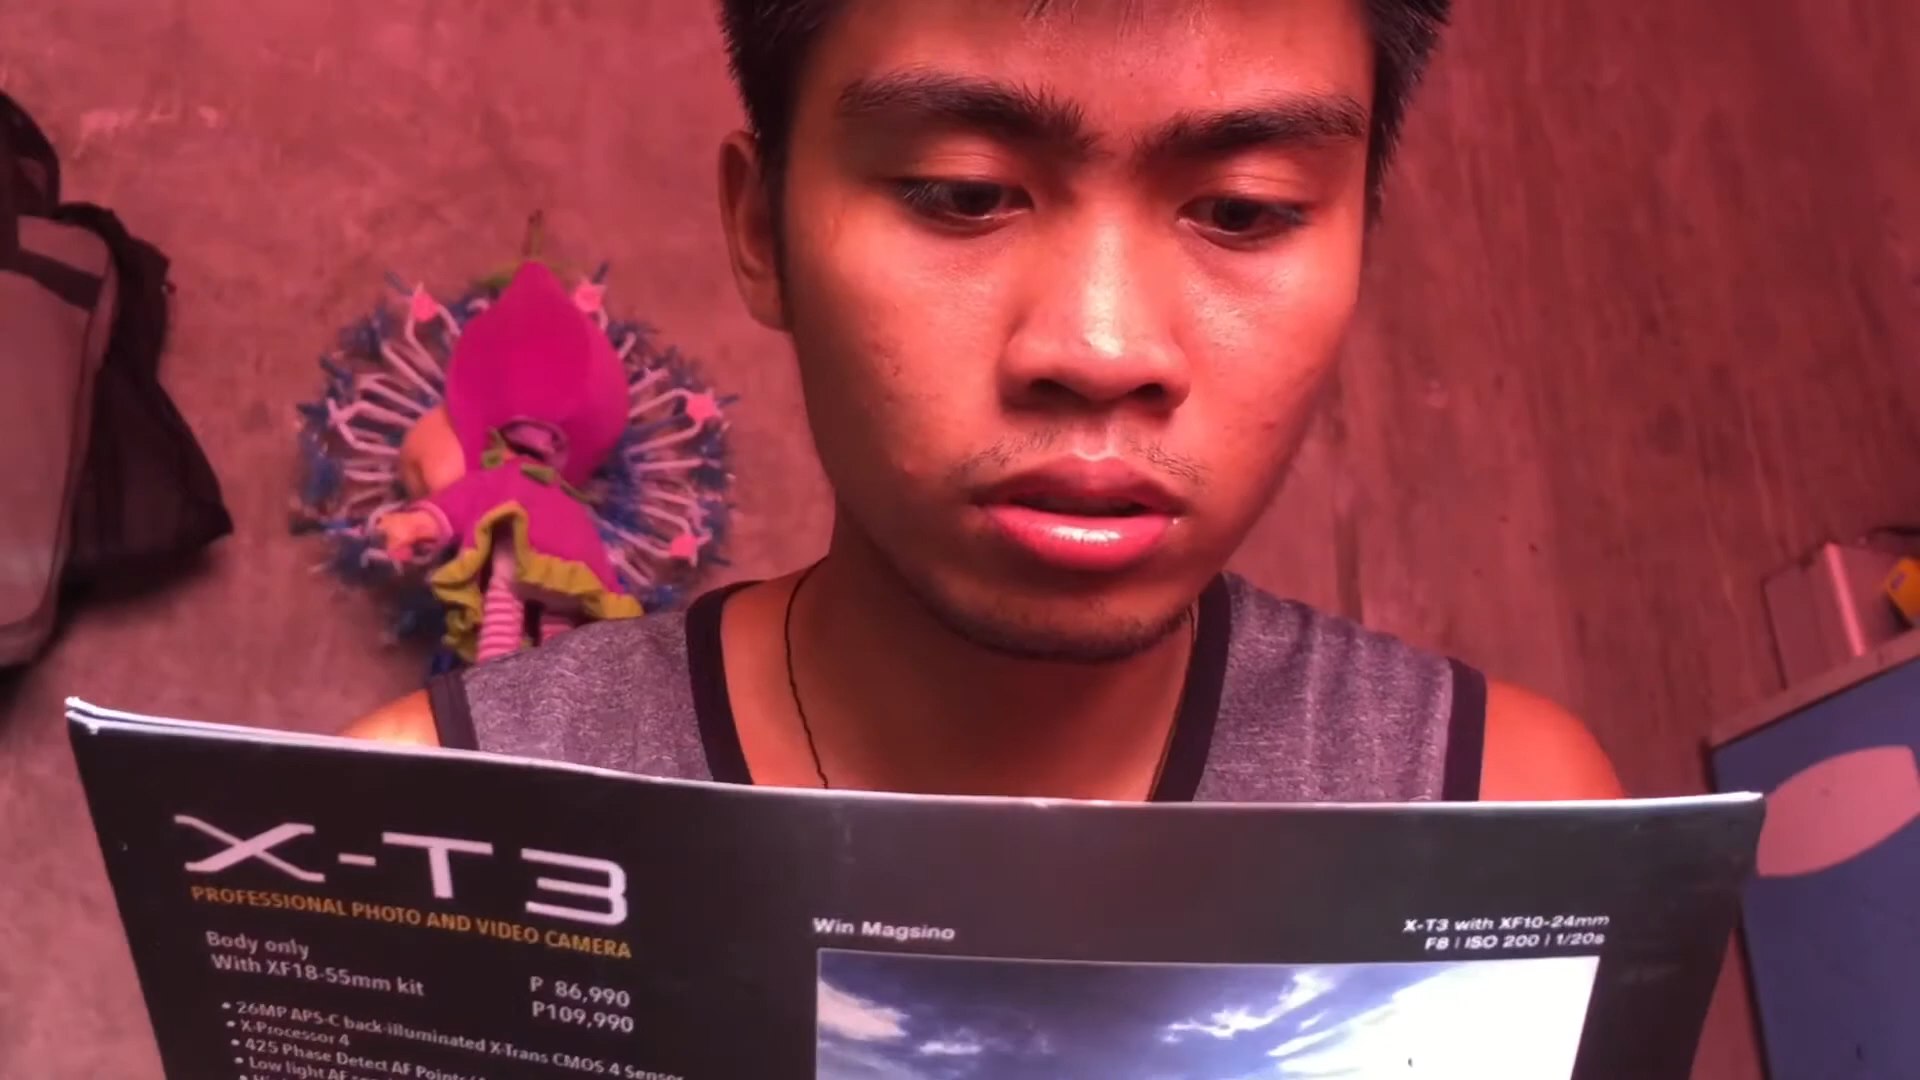 X-T3
PROFESSIONAL PHOTO AND VIDEO CAMERA
Body only
With XF18-55mm kit
P 86,990
P109,990
• 26MP APS-C back-illuminated X-Trans CMOS 4 Sensor
• X-Processor 4
• 425 Phase Detect AF Points
• Low light AF
Win Magsino
X-T3 with XF10-24mm
F8 | ISO 200 | 1/20s